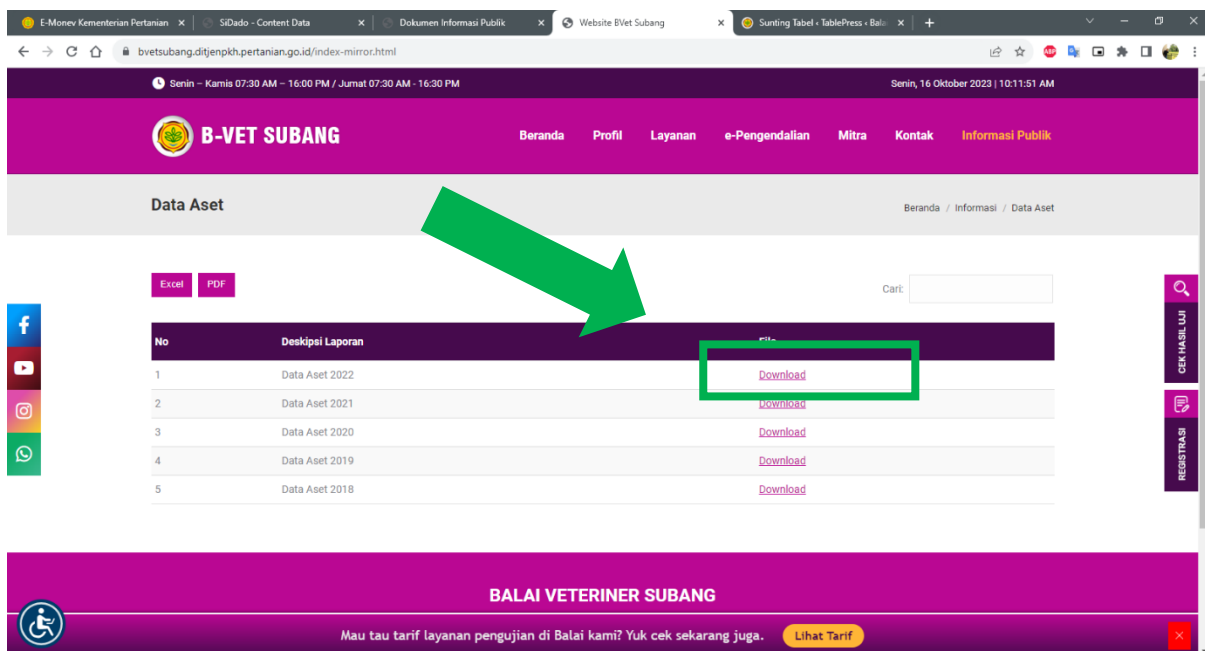 E-Monev Kementerian Pertanian
SiDado - Content Data
Dokumen Informasi Publik
Website BVet Subang
Sunting Tabel ‹ TablePress ‹ Bala
bvetsubang.ditjenpkh.pertanian.go.id/index-mirror.html
ABP
Senin – Kamis 07:30 AM – 16:00 PM / Jumat 07:30 AM - 16:30 PM
Senin, 16 Oktober 2023 | 10:11:51 AM
B-VET SUBANG
Beranda Profil Layanan e-Pengendalian Mitra Kontak Informasi Publik
Data Aset
Beranda / Informasi / Data Aset
Excel PDF
Cari:
No Deskipsi Laporan File
1 Data Aset 2022 Download
2 Data Aset 2021 Download
3 Data Aset 2020 Download
4 Data Aset 2019 Download
5 Data Aset 2018 Download
CEK HASIL UJI
REGISTRASI
BALAI VETERINER SUBANG
Mau tau tarif layanan pengujian di Balai kami? Yuk cek sekarang juga. Lihat Tarif